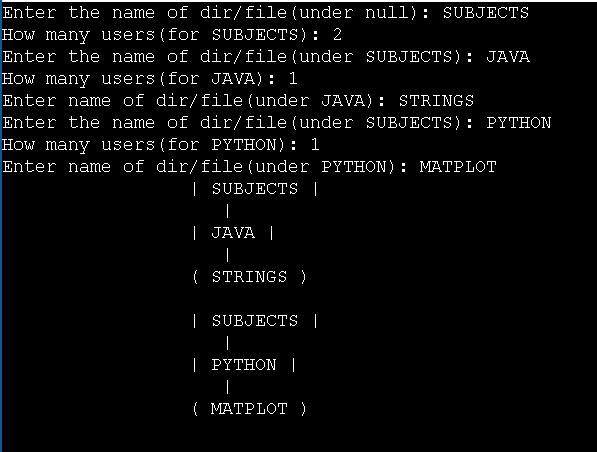 Enter the name of dir/file(under null): SUBJECTS
How many users(for SUBJECTS): 2
Enter the name of dir/file(under SUBJECTS): JAVA
How many users(for JAVA): 1
Enter name of dir/file(under JAVA): STRINGS
Enter the name of dir/file(under SUBJECTS): PYTHON
How many users(for PYTHON): 1
Enter name of dir/file(under PYTHON): MATPLOT
| SUBJECTS |
|
| JAVA |
|
( STRINGS )
| SUBJECTS |
|
| PYTHON |
|
( MATPLOT )